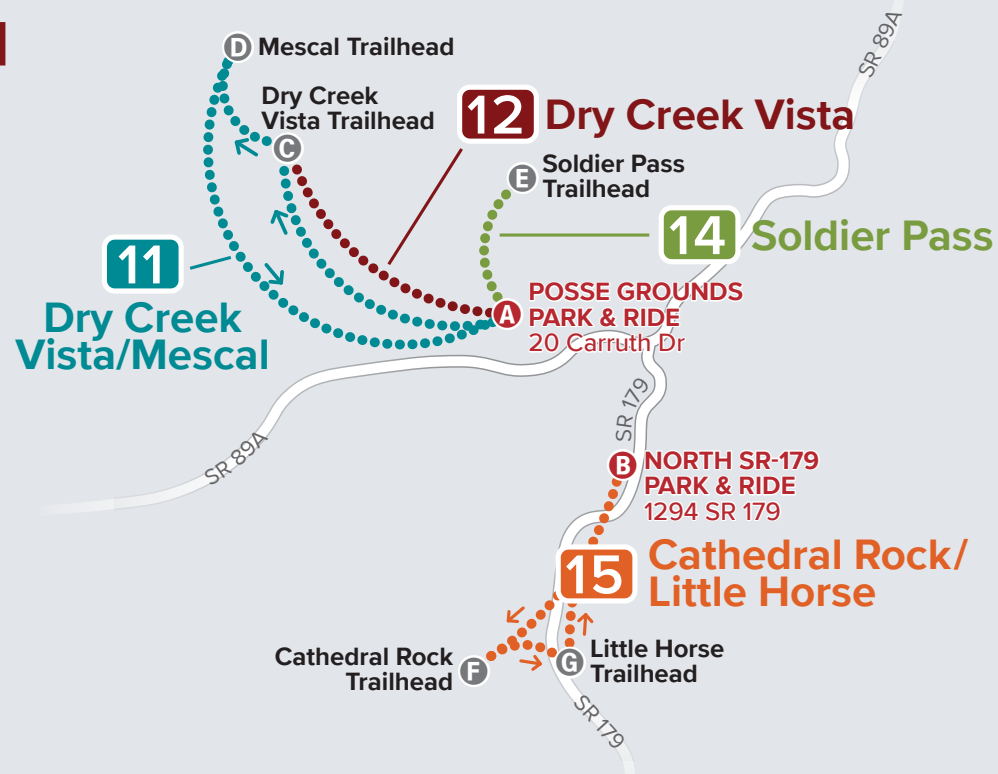 SR 89A
D Mescal Trailhead
Dry Creek
Vista Trailhead
C
12 Dry Creek Vista
E Soldier Pass
Trailhead
14 Soldier Pass
11
Dry Creek
Vista/Mescal
A POSSE GROUNDS
PARK & RIDE
20 Carruth Dr
SR 179
SR 89A
B NORTH SR-179
PARK & RIDE
1294 SR 179
15 Cathedral Rock/
Little Horse
Cathedral Rock
Trailhead
F
G Little Horse
Trailhead
SR 179